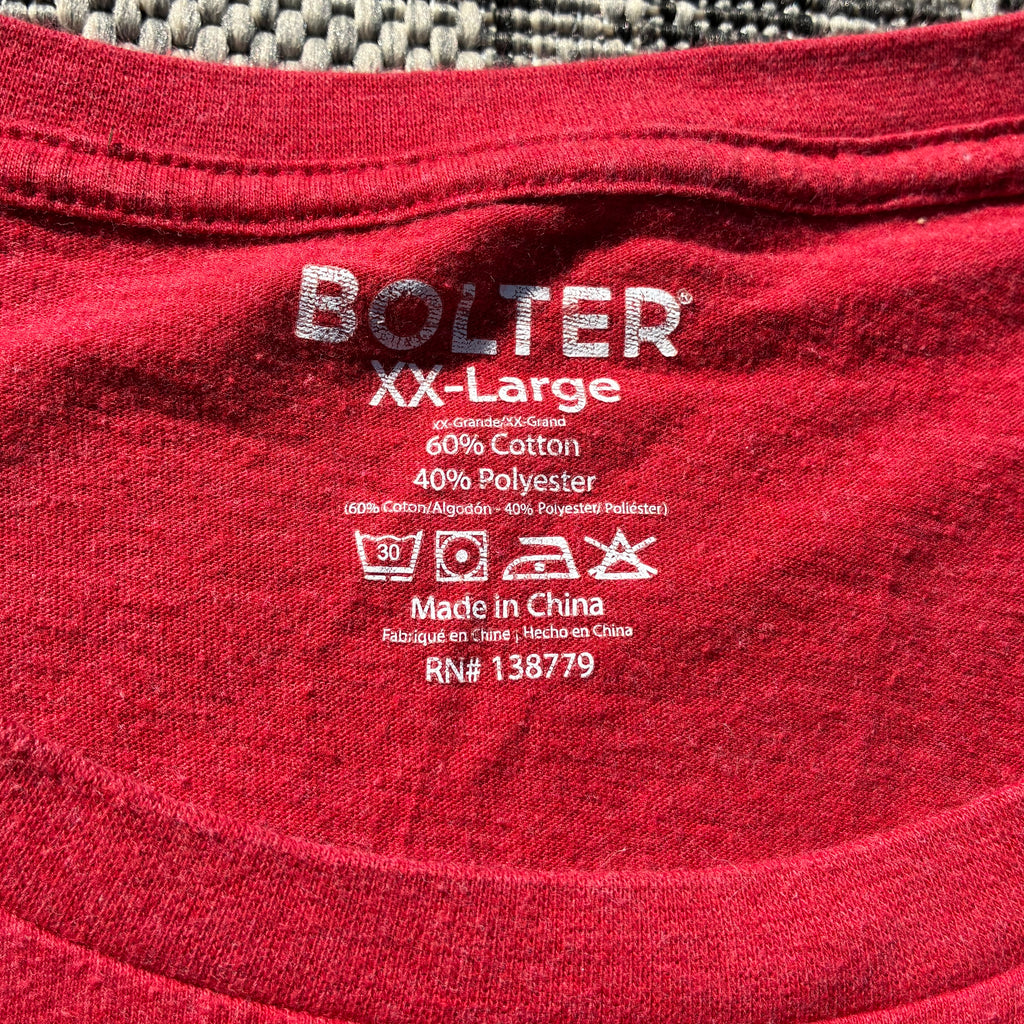 BOLTER®
XX-Large
XX-Grande/XX-Grand
60% Cotton
40% Polyester
(60% Coton/Algodón - 40% Polyester/ Poliéster)
30
Made in China
Fabriqué en Chine ; Hecho en China
RN# 138779